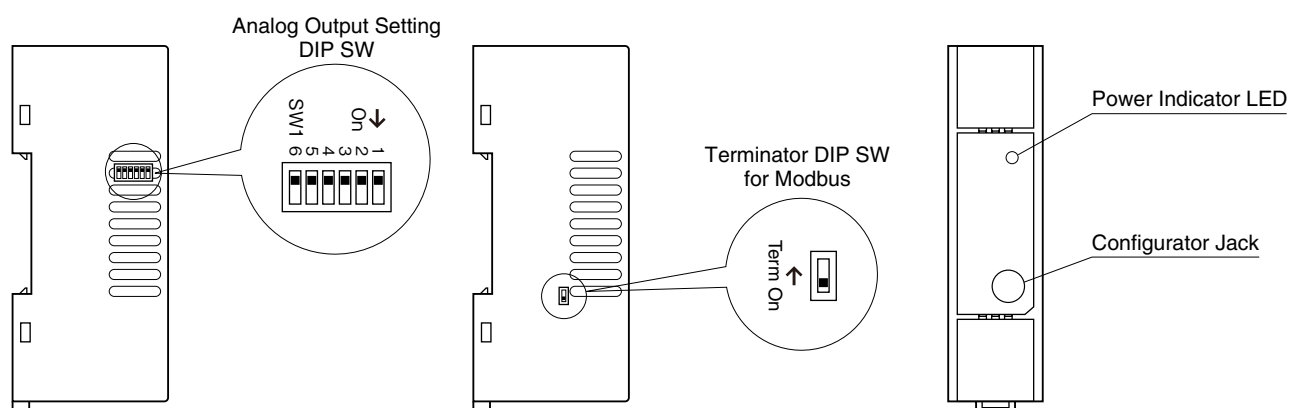 Analog Output Setting
DIP SW
SW1
On ↓
6 5 4 3 2 1
Terminator DIP SW
for Modbus
Term On
↑
Power Indicator LED
Configurator Jack